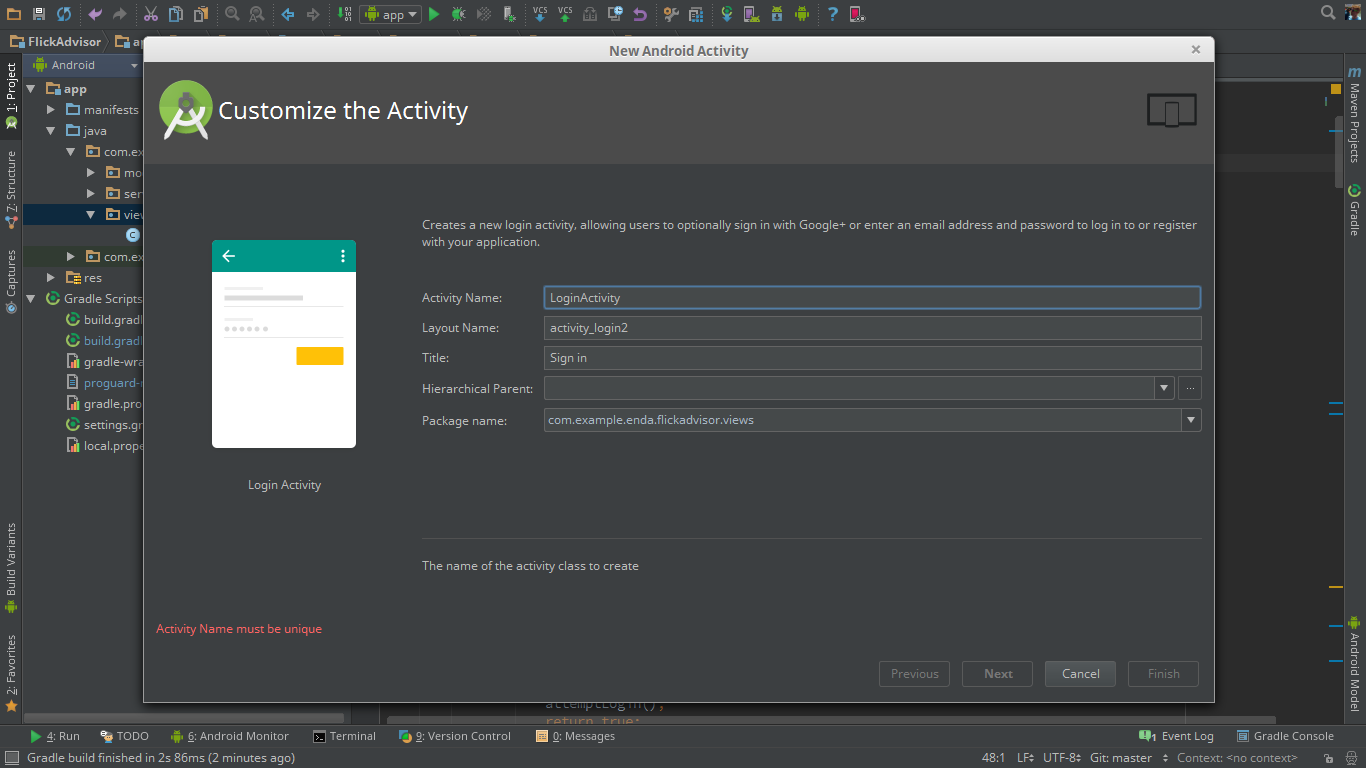 app
FlickAdvisor
ap
New Android Activity
1: Project
Android
app
manifests
java
com.ex
mo
ser
view
C
com.ex
res
Gradle Scripts
build.gradl
build.gradl
gradle-wra
proguard-r
gradle.pro
settings.gr
local.prope
Z: Structure
Captures
Build Variants
2: Favorites
Customize the Activity
Creates a new login activity, allowing users to optionally sign in with Google+ or enter an email address and password to log in to or register
with your application.
Activity Name: LoginActivity
Layout Name: activity_login2
Title: Sign in
Hierarchical Parent: ...
Package name: com.example.enda.flickadvisor.views
Login Activity
The name of the activity class to create
Activity Name must be unique
Previous Next Cancel Finish
m
Maven Projects
Gradle
Android Model
attemptLogin();
return true;
4: Run TODO 6: Android Monitor Terminal 9: Version Control 0: Messages 1 Event Log Gradle Console
Gradle build finished in 2s 86ms (2 minutes ago) 48:1 LF UTF-8 Git: master Context: <no context>
VCS VCS